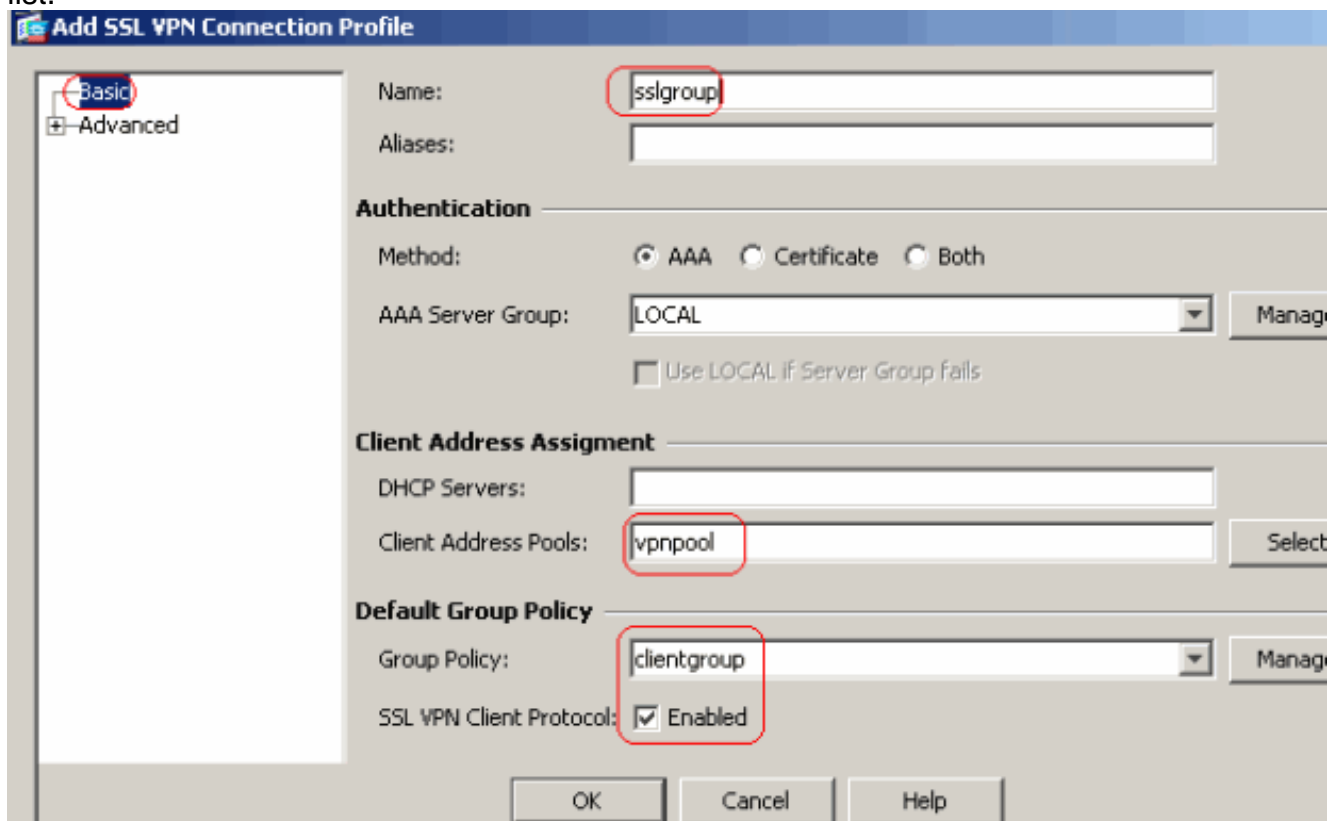 list.
Add SSL VPN Connection Profile
Basic
Advanced
Name: sslgroup
Aliases:
Authentication
Method: AAA Certificate Both
AAA Server Group: LOCAL Manage
Use LOCAL if Server Group fails
Client Address Assigment
DHCP Servers:
Client Address Pools: vpnpool Select
Default Group Policy
Group Policy: clientgroup Manage
SSL VPN Client Protocol: Enabled
OK Cancel Help